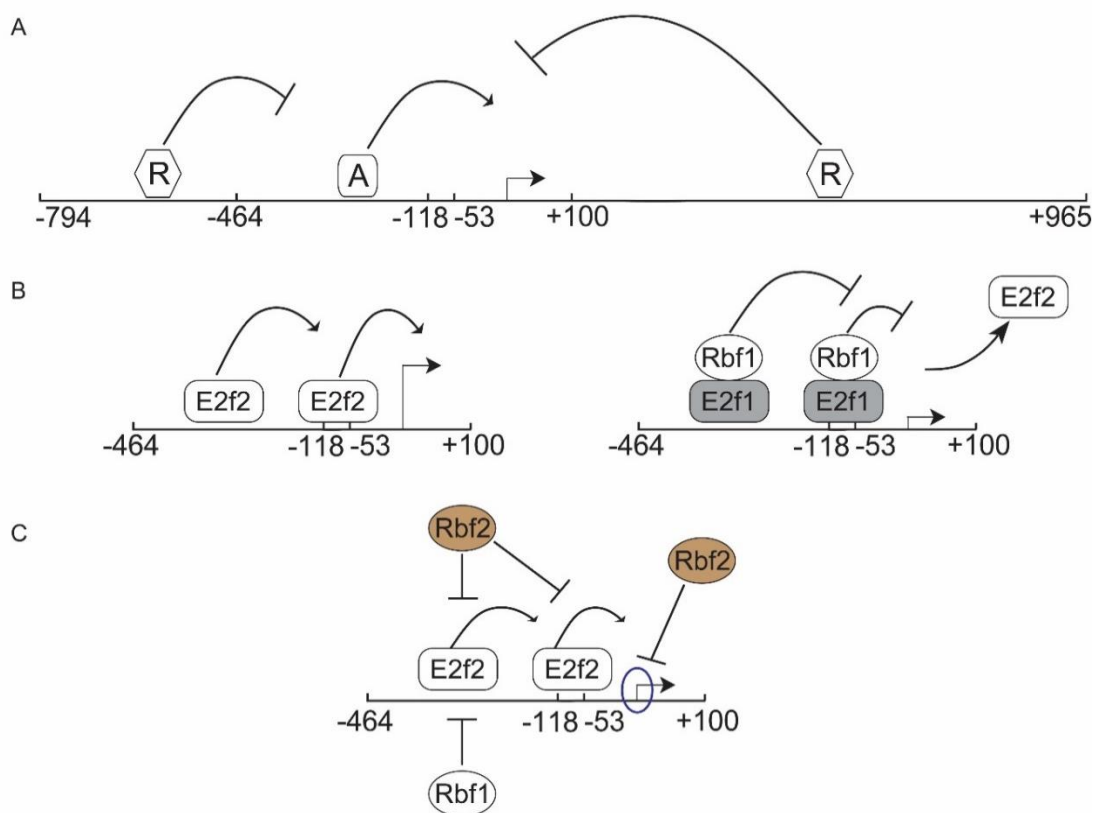 A
R A R
-794 -464 -118 -53 +100 +965
B
E2f2
Rbf1 Rbf1
E2f2 E2f2 E2f1 E2f1
-464 -118 -53 +100 -464 -118 -53 +100
C
Rbf2 Rbf2
E2f2 E2f2
-464 -118 -53 +100
Rbf1